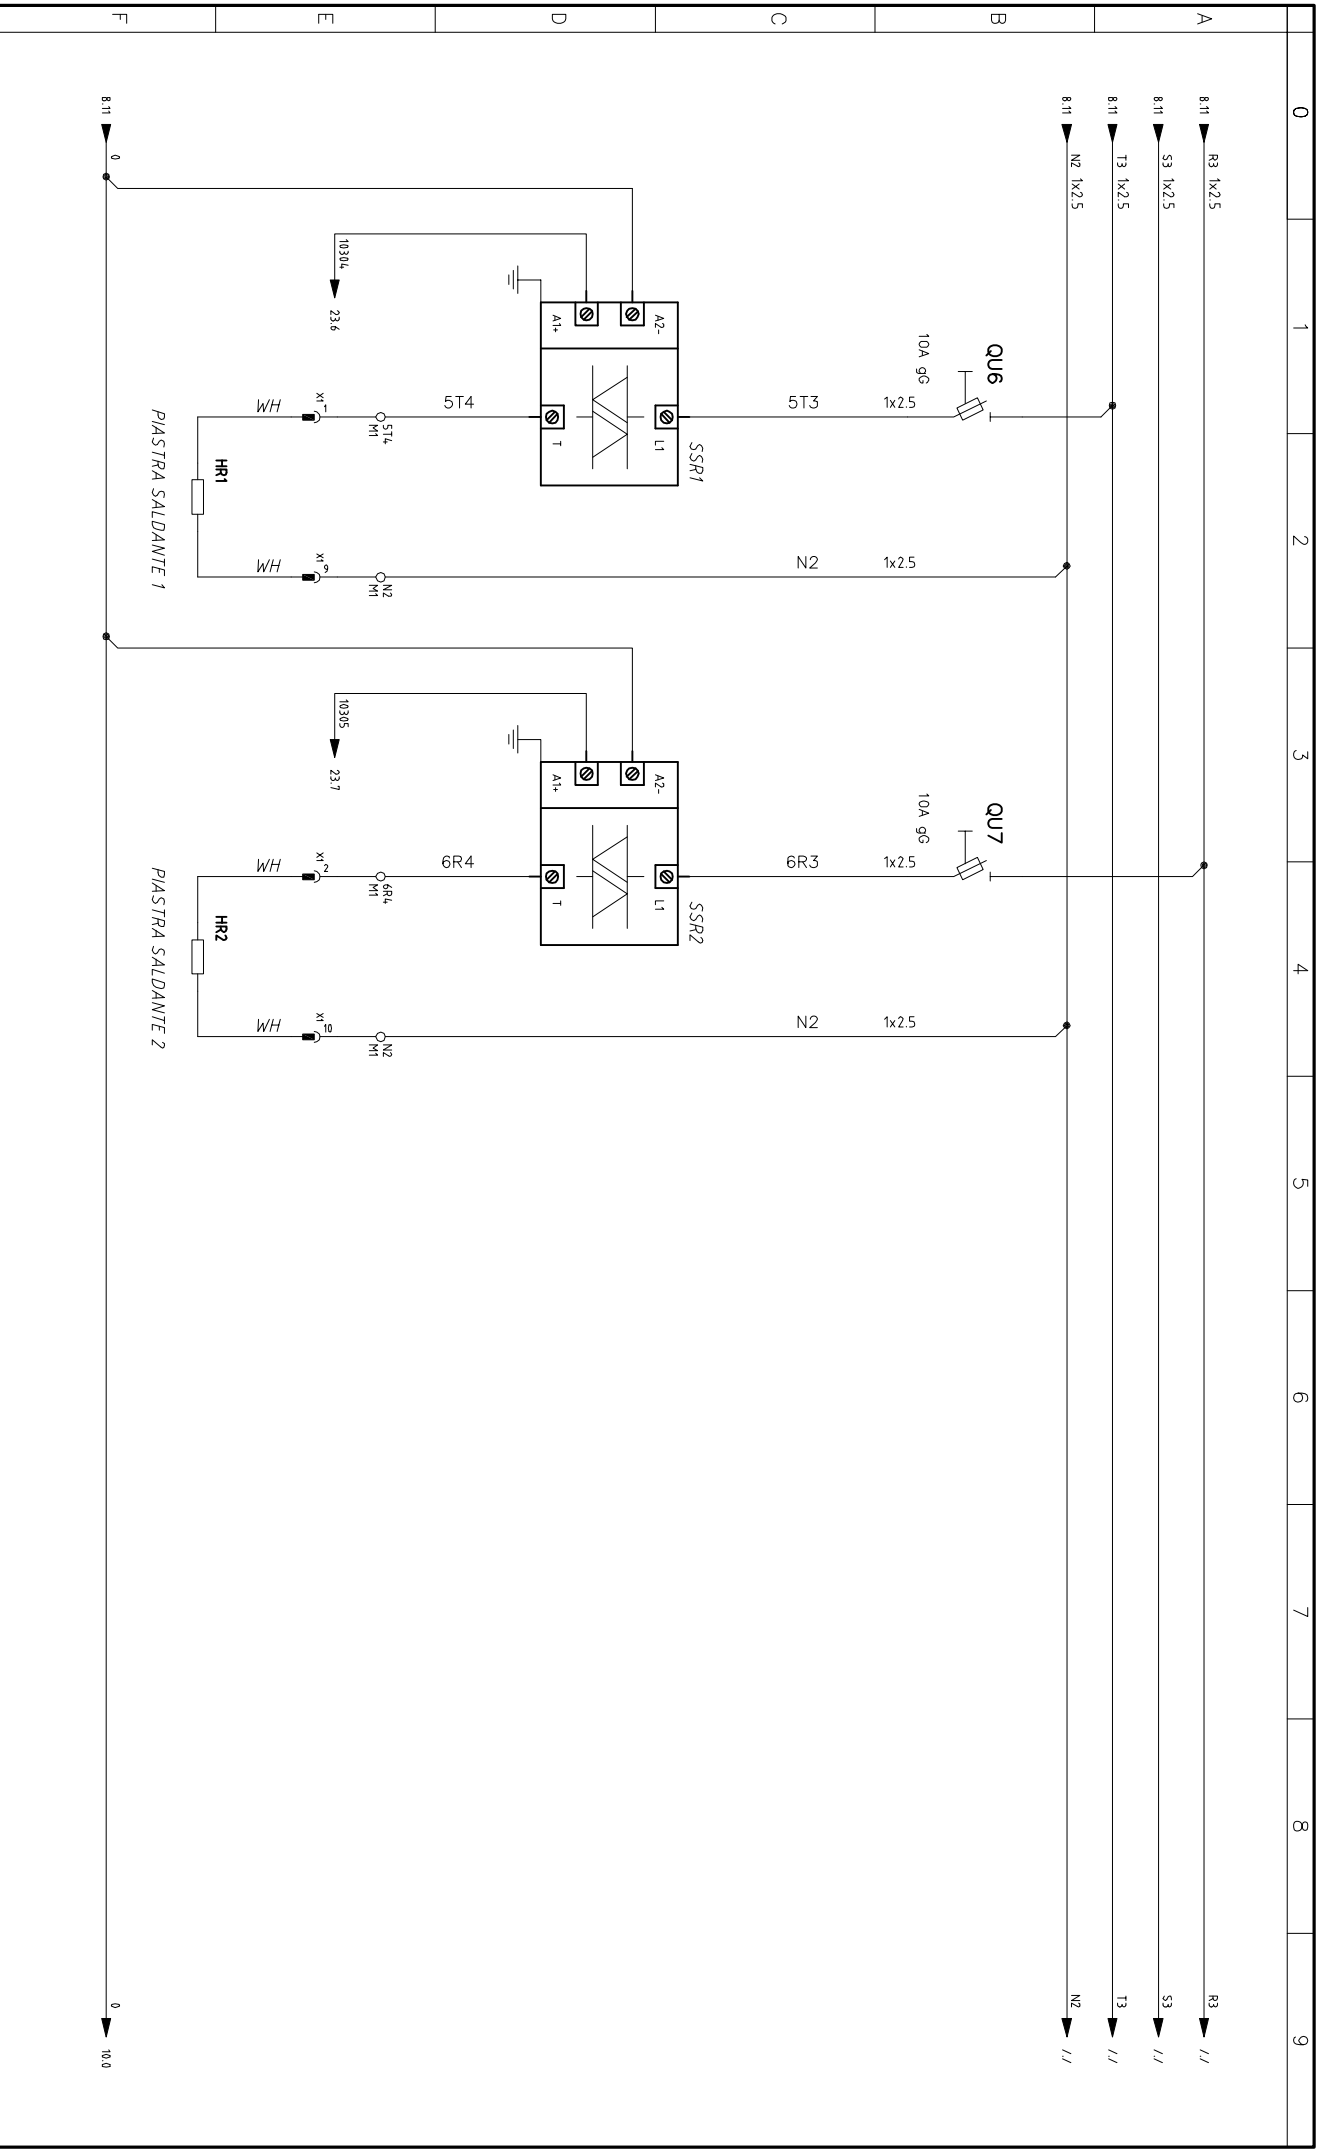 0 1 2 3 4 5 6 7 8 9
A
B
C
D
E
F
8.11 R3 1x2.5 R3 /./
8.11 S3 1x2.5 S3 /./
8.11 T3 1x2.5 T3 /./
8.11 N2 1x2.5 N2 /./
QU6
10A gG
1x2.5
1x2.5
5T3
N2
SSR1
A2- L1
A1+ T
5T4
10304 23.6
5T4
M1
N2
M1
X1 1
X1 9
WH
WH
HR1
PIASTRA SALDANTE 1
QU7
10A gG
1x2.5
1x2.5
6R3
N2
SSR2
A2- L1
A1+ T
6R4
10305 23.7
6R4
M1
N2
M1
X1 2
X1 10
WH
WH
HR2
PIASTRA SALDANTE 2
8.11 0 0 10.0